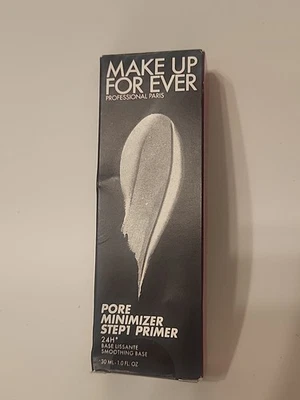 MAKE UP
FOR EVER
PROFESSIONAL PARIS
PORE
MINIMIZER
STEP1 PRIMER
24H*
BASE LISSANTE
SMOOTHING BASE
30 ML - 1.0 FL. OZ